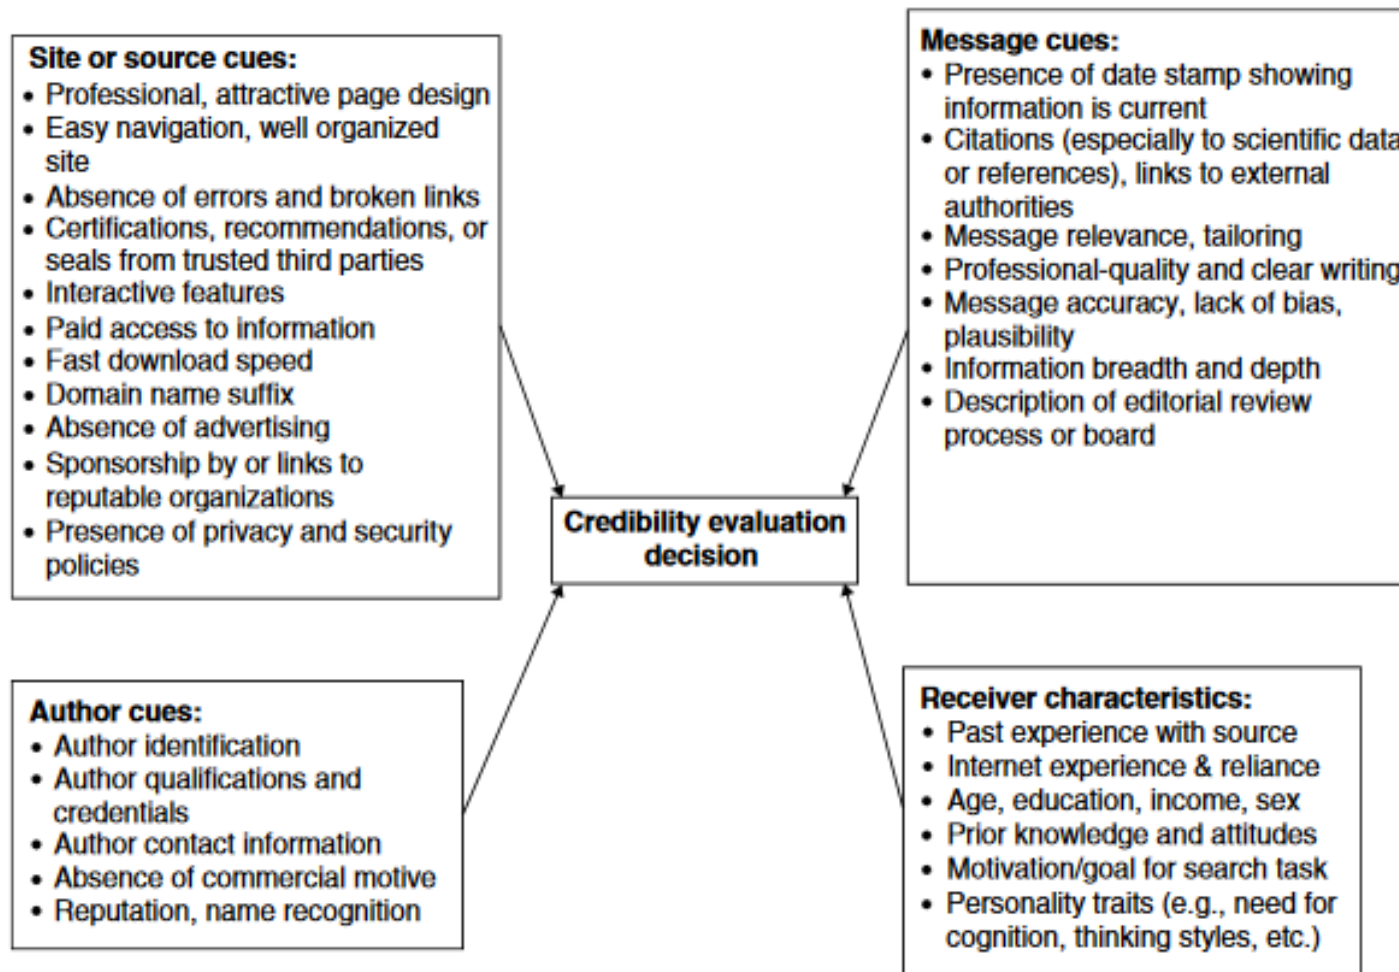 Site or source cues:
• Professional, attractive page design
• Easy navigation, well organized
site
• Absence of errors and broken links
• Certifications, recommendations, or
seals from trusted third parties
• Interactive features
• Paid access to information
• Fast download speed
• Domain name suffix
• Absence of advertising
• Sponsorship by or links to
reputable organizations
• Presence of privacy and security
policies
Message cues:
• Presence of date stamp showing
information is current
• Citations (especially to scientific data
or references), links to external
authorities
• Message relevance, tailoring
• Professional-quality and clear writing
• Message accuracy, lack of bias,
plausibility
• Information breadth and depth
• Description of editorial review
process or board
Credibility evaluation
decision
Author cues:
• Author identification
• Author qualifications and
credentials
• Author contact information
• Absence of commercial motive
• Reputation, name recognition
Receiver characteristics:
• Past experience with source
• Internet experience & reliance
• Age, education, income, sex
• Prior knowledge and attitudes
• Motivation/goal for search task
• Personality traits (e.g., need for
cognition, thinking styles, etc.)